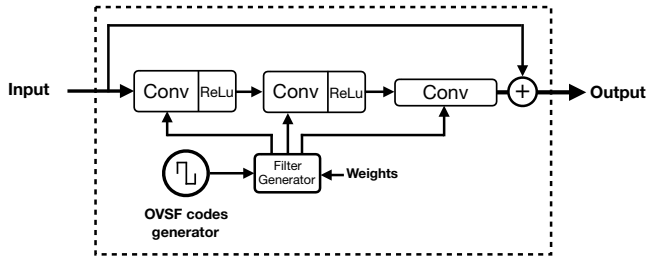 Input
Conv
ReLu
Conv
ReLu
Conv
+
Output
Filter
Generator
Weights
OVSF codes
generator